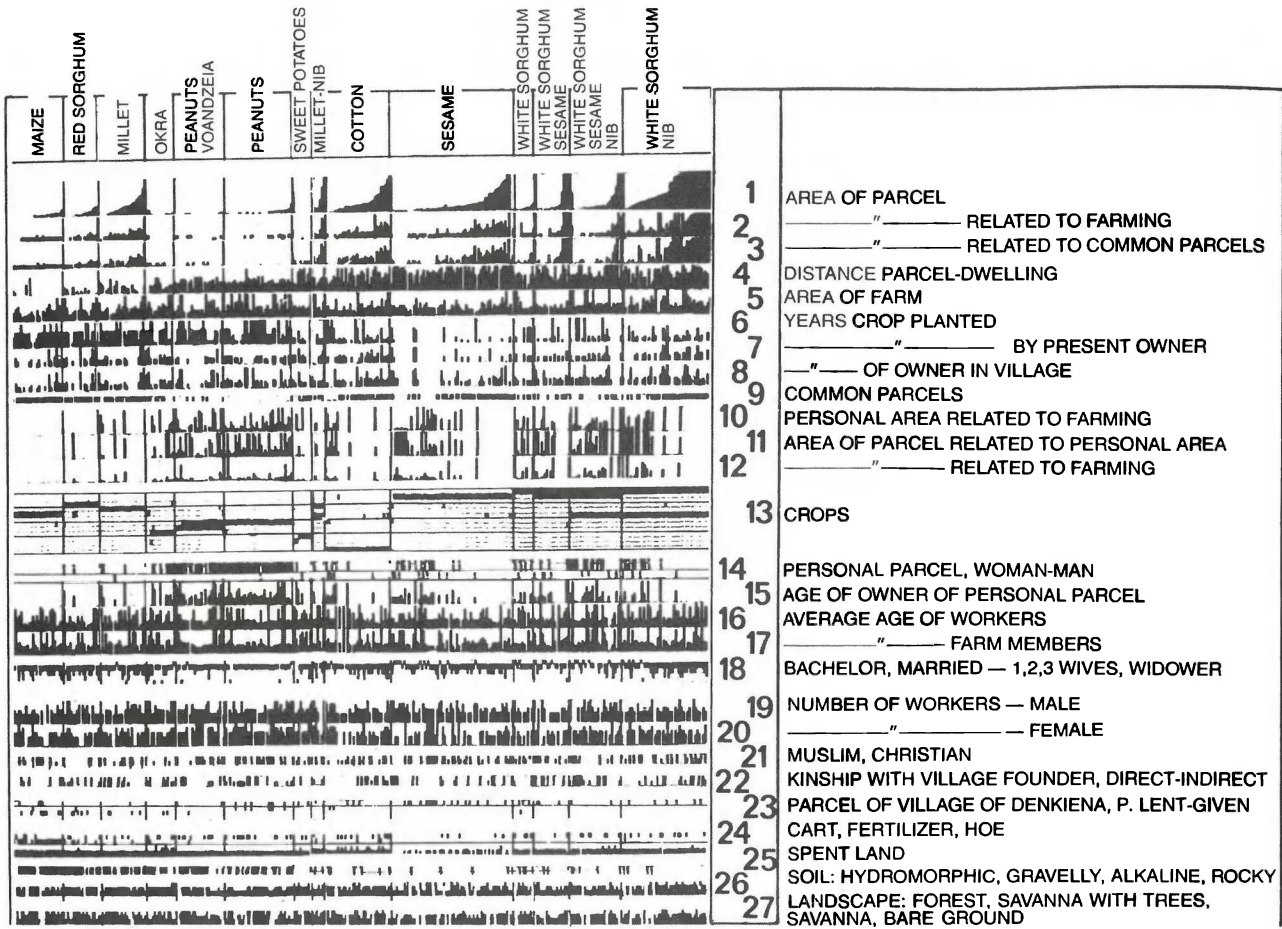 MAIZE
RED SORGHUM
MILLET
OKRA
PEANUTS
VOANDZEIA
PEANUTS
SWEET POTATOES
MILLET-NIB
COTTON
SESAME
WHITE SORGHUM
WHITE SORGHUM
SESAME
WHITE SORGHUM
SESAME
NIB
WHITE SORGHUM
NIB
1 AREA OF PARCEL
2 —"— RELATED TO FARMING
3 —"— RELATED TO COMMON PARCELS
4 DISTANCE PARCEL-DWELLING
5 AREA OF FARM
6 YEARS CROP PLANTED
7 —"— BY PRESENT OWNER
8 —"— OF OWNER IN VILLAGE
9 COMMON PARCELS
10 PERSONAL AREA RELATED TO FARMING
11 AREA OF PARCEL RELATED TO PERSONAL AREA
12 —"— RELATED TO FARMING
13 CROPS
14 PERSONAL PARCEL, WOMAN-MAN
15 AGE OF OWNER OF PERSONAL PARCEL
16 AVERAGE AGE OF WORKERS
17 —"— FARM MEMBERS
18 BACHELOR, MARRIED — 1,2,3 WIVES, WIDOWER
19 NUMBER OF WORKERS — MALE
20 —"— — FEMALE
21 MUSLIM, CHRISTIAN
22 KINSHIP WITH VILLAGE FOUNDER, DIRECT-INDIRECT
23 PARCEL OF VILLAGE OF DENKIENA, P. LENT-GIVEN
24 CART, FERTILIZER, HOE
25 SPENT LAND
26 SOIL: HYDROMORPHIC, GRAVELLY, ALKALINE, ROCKY
27 LANDSCAPE: FOREST, SAVANNA WITH TREES,
SAVANNA, BARE GROUND